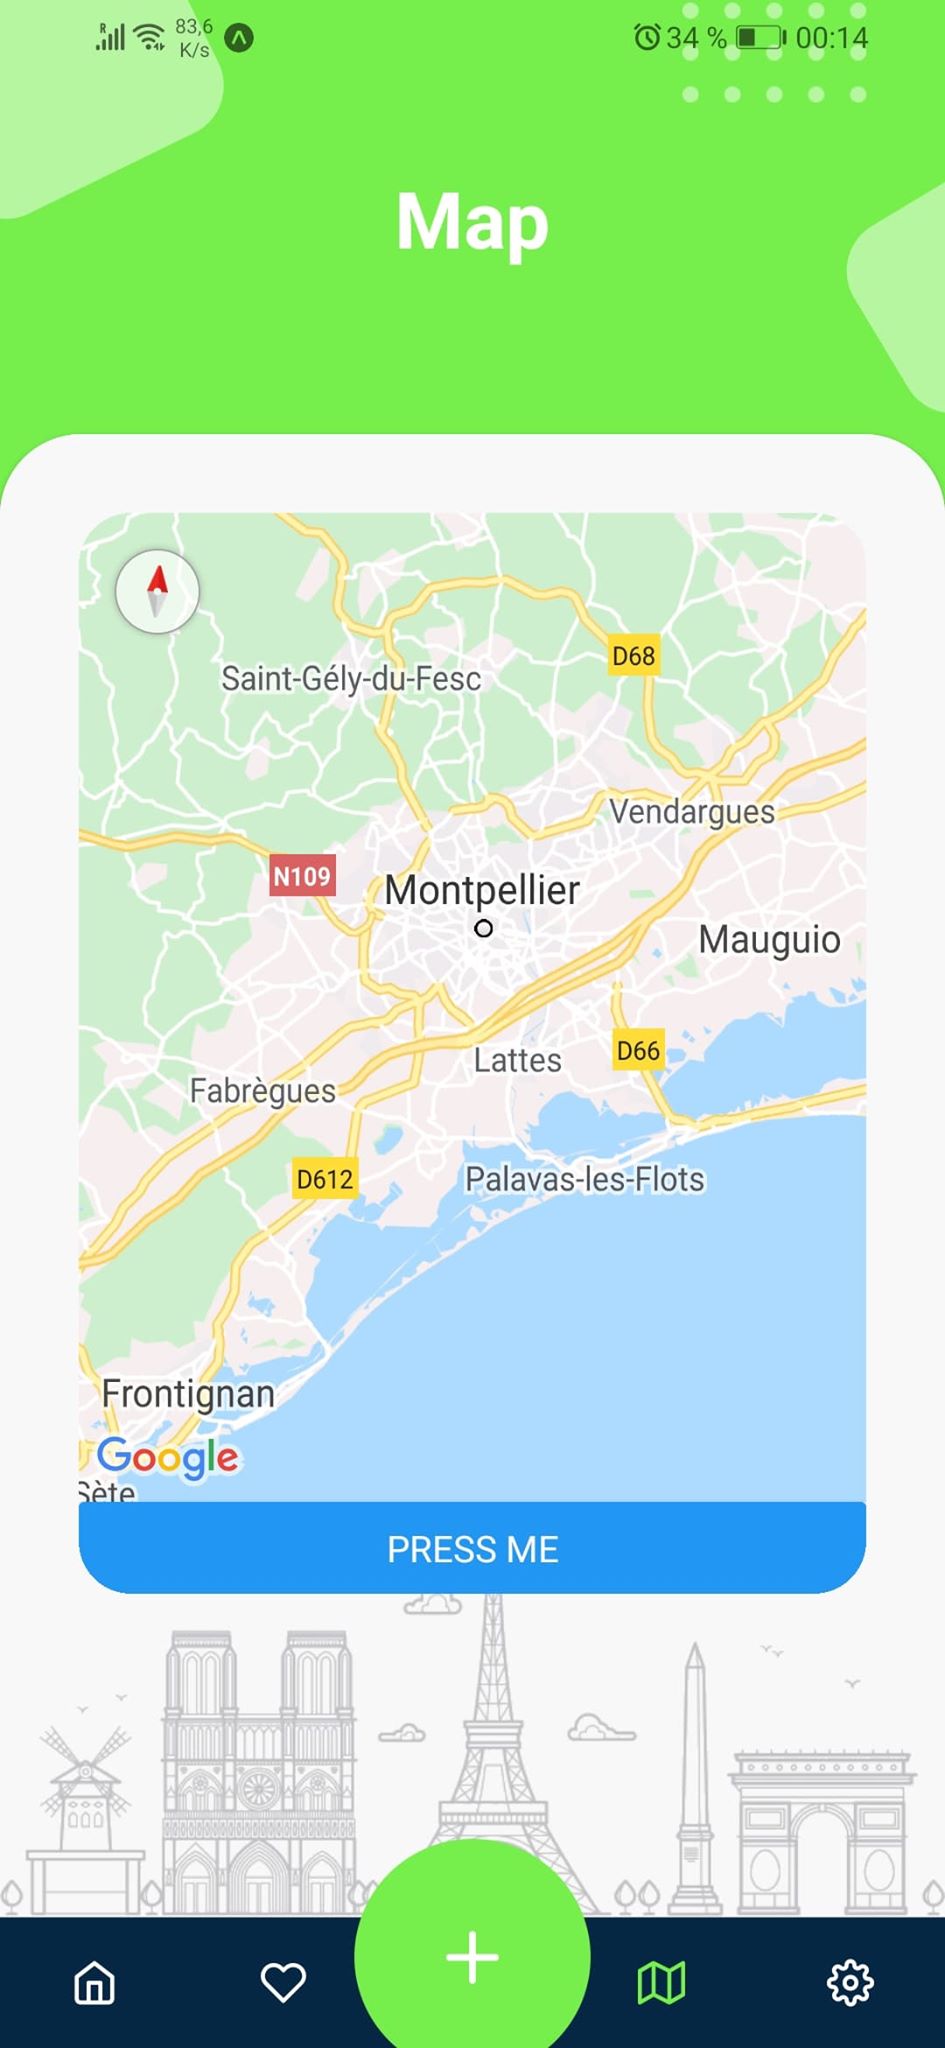 R
83,6
K/s
34 %
00:14
Map
D68
Saint-Gély-du-Fesc
Vendargues
N109
Montpellier
Mauguio
D66
Lattes
Fabrègues
D612
Palavas-les-Flots
Frontignan
Google
Sète
PRESS ME